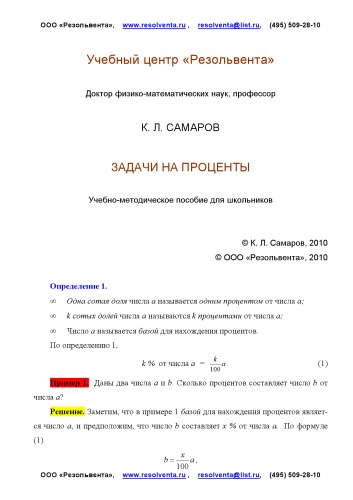 ООО «Резольвента», www.resolventa.ru , resolventa@list.ru, (495) 509-28-10
Учебный центр «Резольвента»
Доктор физико-математических наук, профессор
К. Л. САМАРОВ
ЗАДАЧИ НА ПРОЦЕНТЫ
Учебно-методическое пособие для школьников
© К. Л. Самаров, 2010
© ООО «Резольвента», 2010
Определение 1.
∞ Одна сотая доля числа a называется одним процентом от числа a;
∞ k сотых долей числа a называются k процентами от числа a;
∞ Число a называется базой для нахождения процентов.
По определению 1,
k % от числа a = k/100 a. (1)
Пример 1. Даны два числа a и b. Сколько процентов составляет число b от
числа a?
Решение. Заметим, что в примере 1 базой для нахождения процентов являет-
ся число a, и предположим, что число b составляет x % от числа a. По формуле
(1)
b = x/100 a ,
ООО «Резольвента», www.resolventa.ru , resolventa@list.ru, (495) 509-28-10